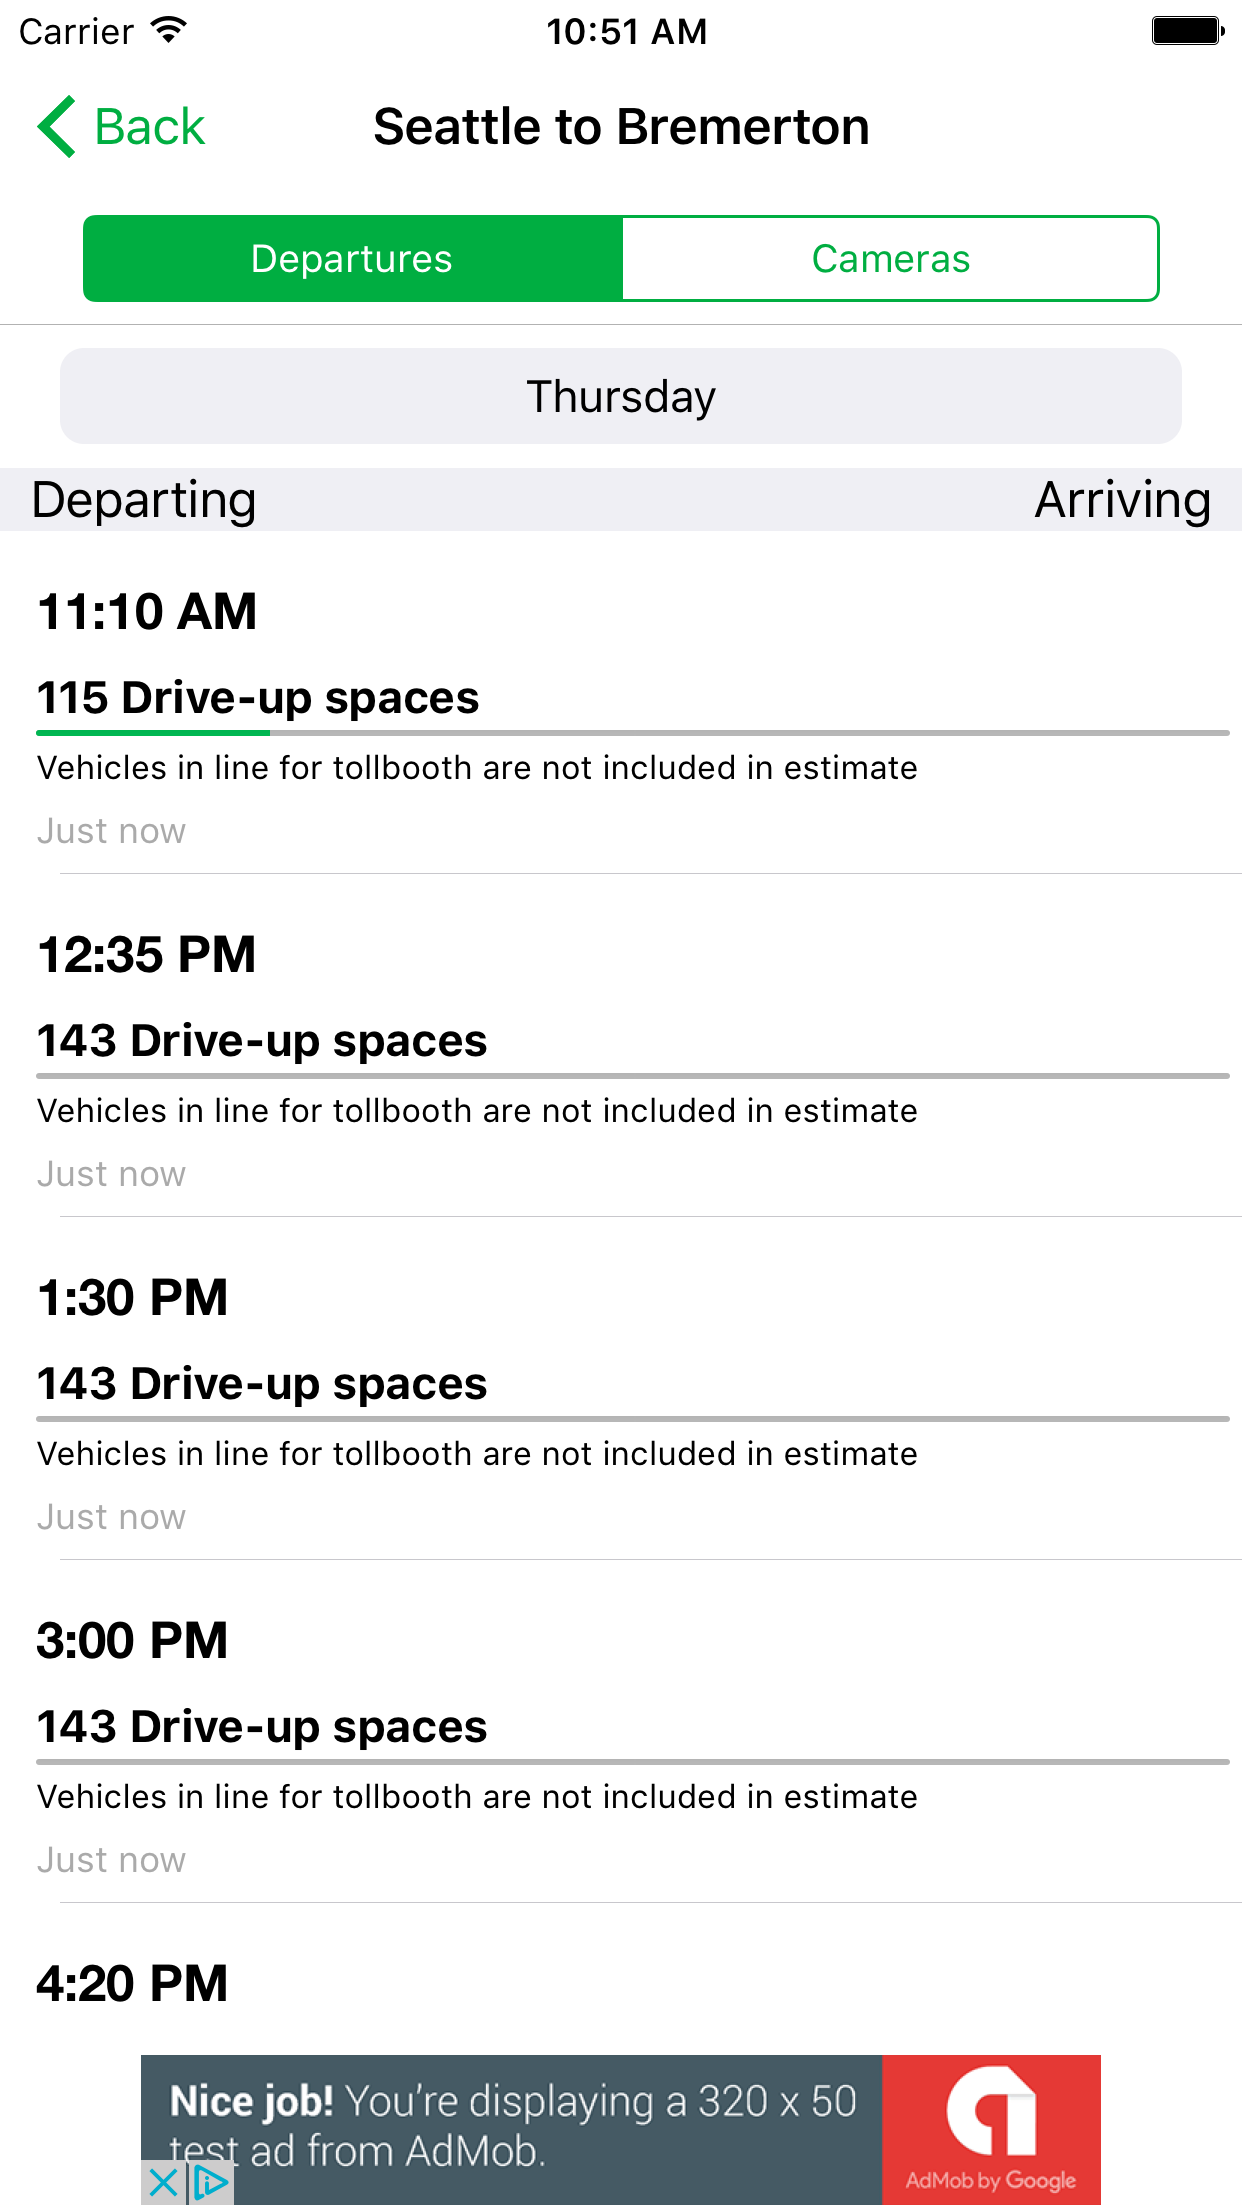 Carrier 10:51 AM
Back Seattle to Bremerton
Departures Cameras
Thursday
Departing Arriving
11:10 AM
115 Drive-up spaces
Vehicles in line for tollbooth are not included in estimate
Just now
12:35 PM
143 Drive-up spaces
Vehicles in line for tollbooth are not included in estimate
Just now
1:30 PM
143 Drive-up spaces
Vehicles in line for tollbooth are not included in estimate
Just now
3:00 PM
143 Drive-up spaces
Vehicles in line for tollbooth are not included in estimate
Just now
4:20 PM
Nice job! You're displaying a 320 x 50
test ad from AdMob.
AdMob by Google